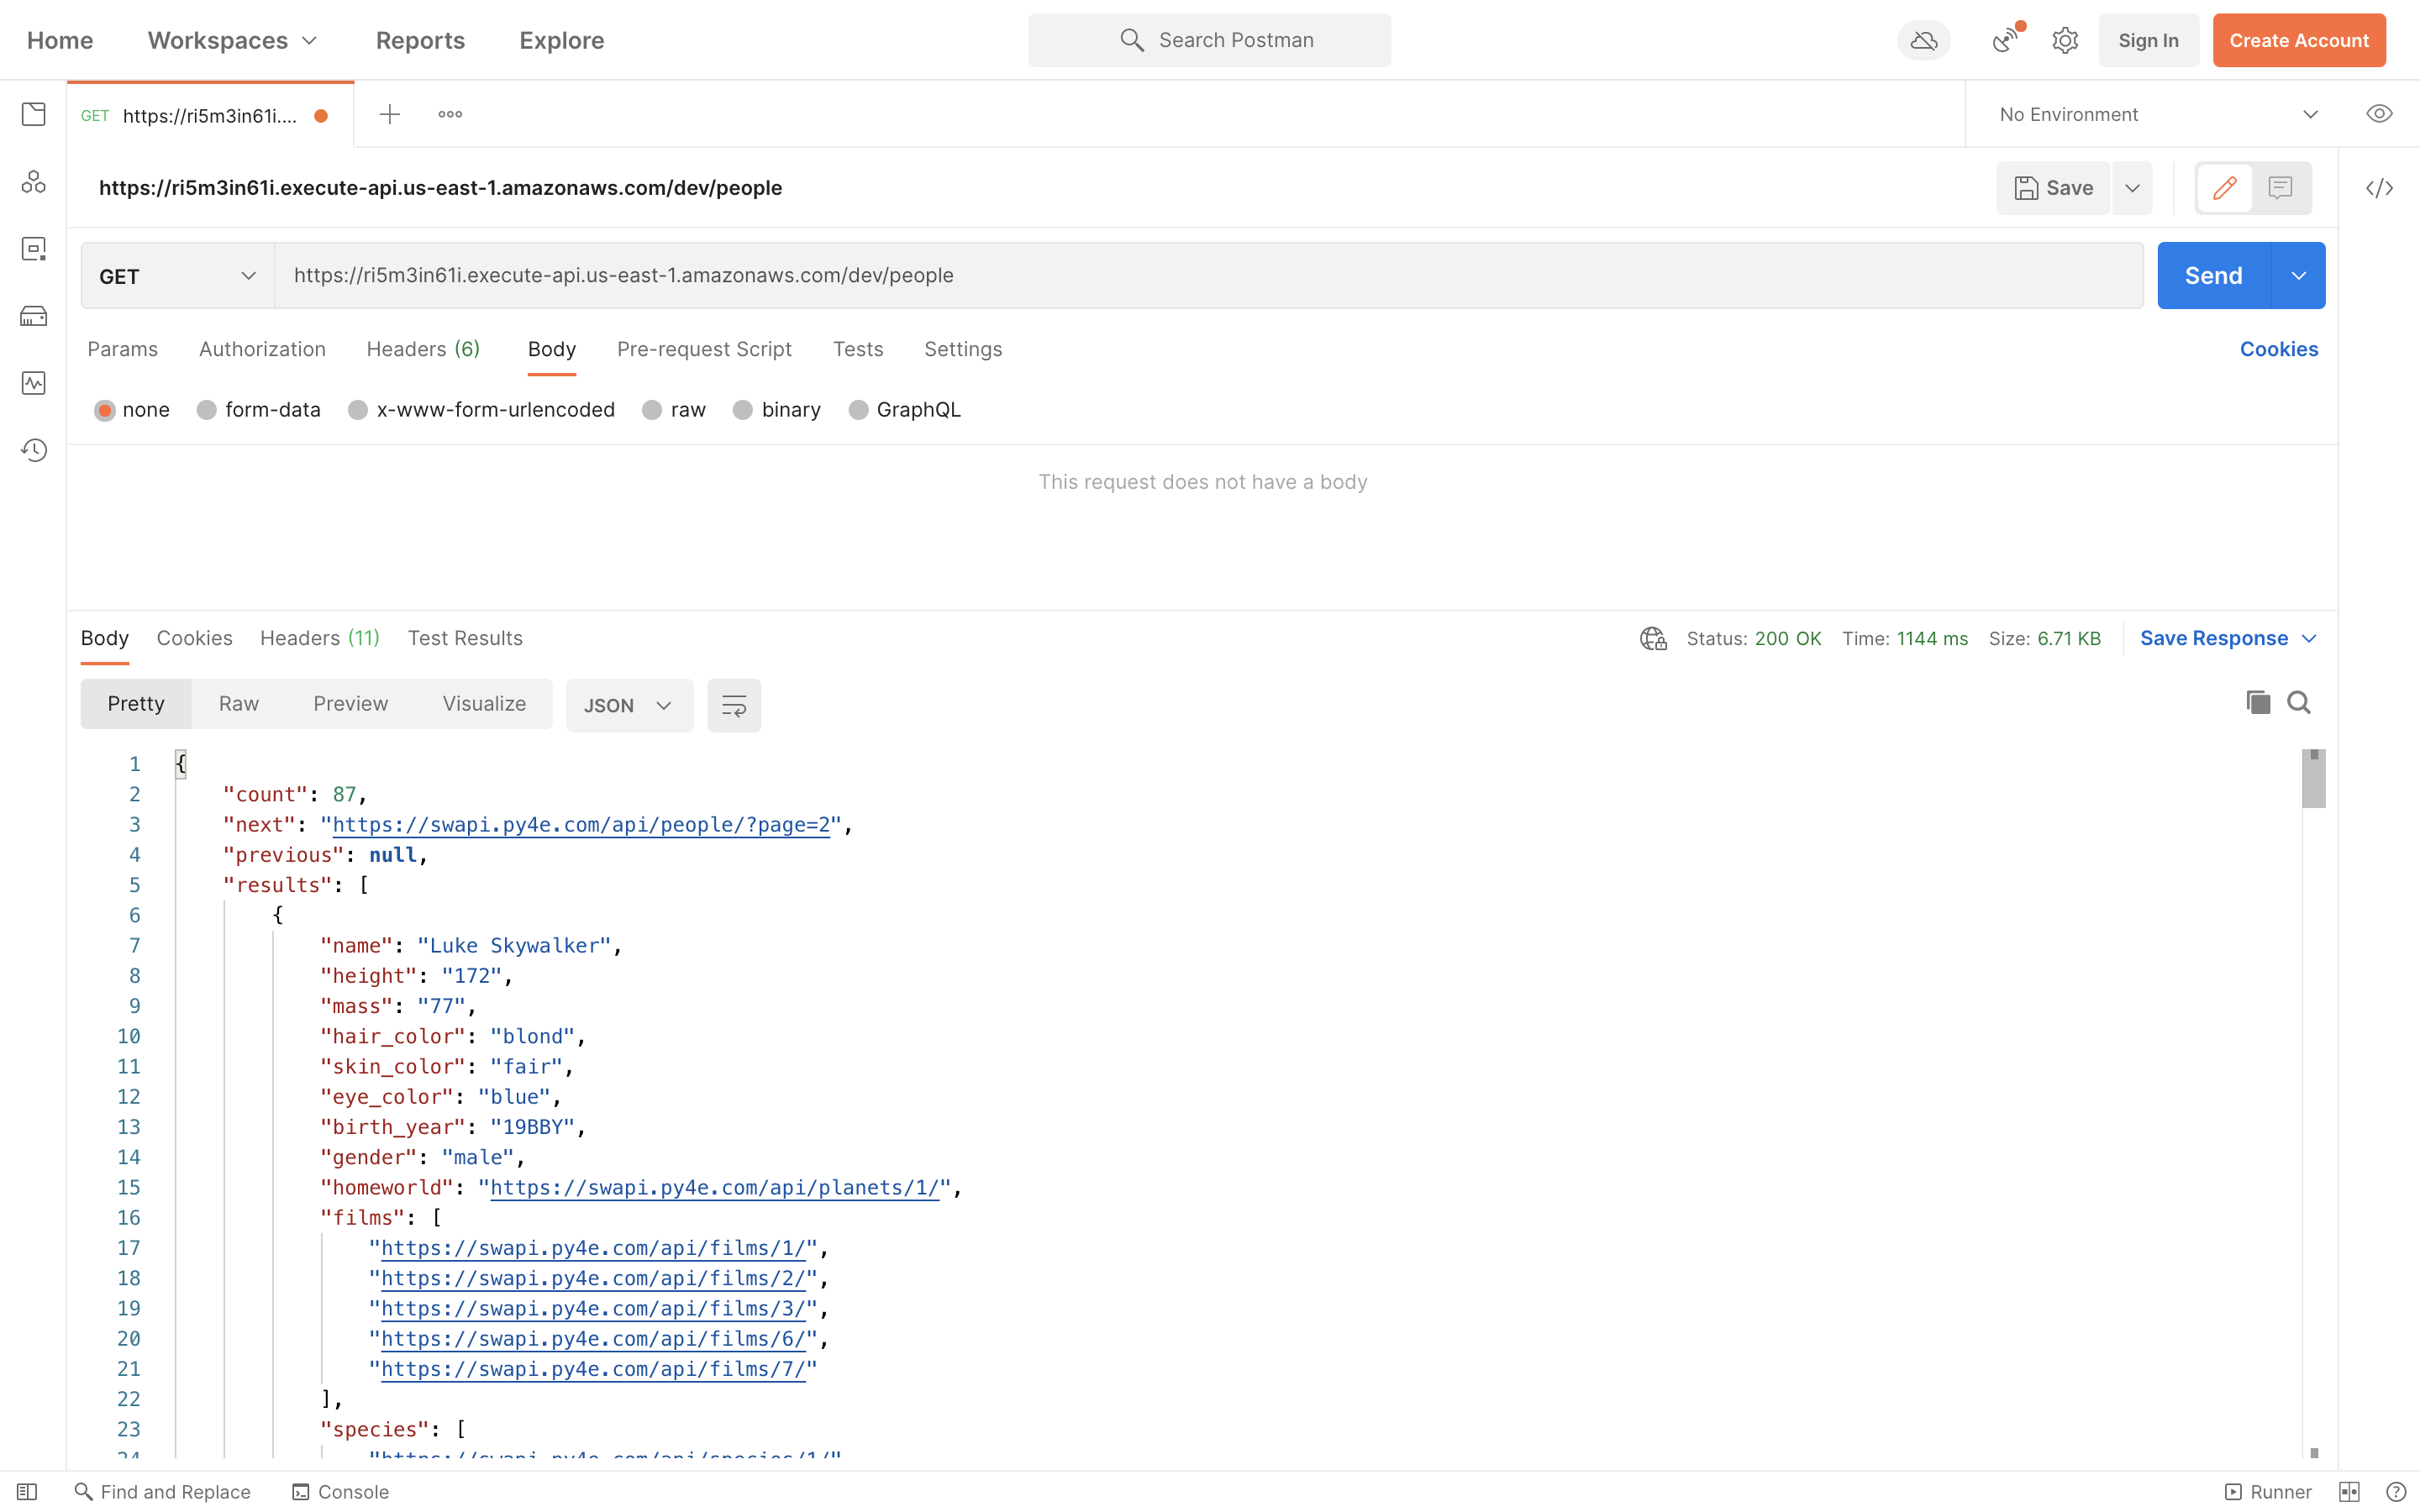 Home Workspaces Reports Explore Search Postman Sign In Create Account
GET https://ri5m3in61i.... No Environment
https://ri5m3in61i.execute-api.us-east-1.amazonaws.com/dev/people Save
GET https://ri5m3in61i.execute-api.us-east-1.amazonaws.com/dev/people Send
Params Authorization Headers (6) Body Pre-request Script Tests Settings Cookies
none form-data x-www-form-urlencoded raw binary GraphQL
This request does not have a body
Body Cookies Headers (11) Test Results Status: 200 OK Time: 1144 ms Size: 6.71 KB Save Response
Pretty Raw Preview Visualize JSON
1 {
2 "count": 87,
3 "next": "https://swapi.py4e.com/api/people/?page=2",
4 "previous": null,
5 "results": [
6 {
7 "name": "Luke Skywalker",
8 "height": "172",
9 "mass": "77",
10 "hair_color": "blond",
11 "skin_color": "fair",
12 "eye_color": "blue",
13 "birth_year": "19BBY",
14 "gender": "male",
15 "homeworld": "https://swapi.py4e.com/api/planets/1/",
16 "films": [
17 "https://swapi.py4e.com/api/films/1/",
18 "https://swapi.py4e.com/api/films/2/",
19 "https://swapi.py4e.com/api/films/3/",
20 "https://swapi.py4e.com/api/films/6/",
21 "https://swapi.py4e.com/api/films/7/"
22 ],
23 "species": [
24 "https://swapi.py4e.com/api/species/1/"
Find and Replace Console Runner